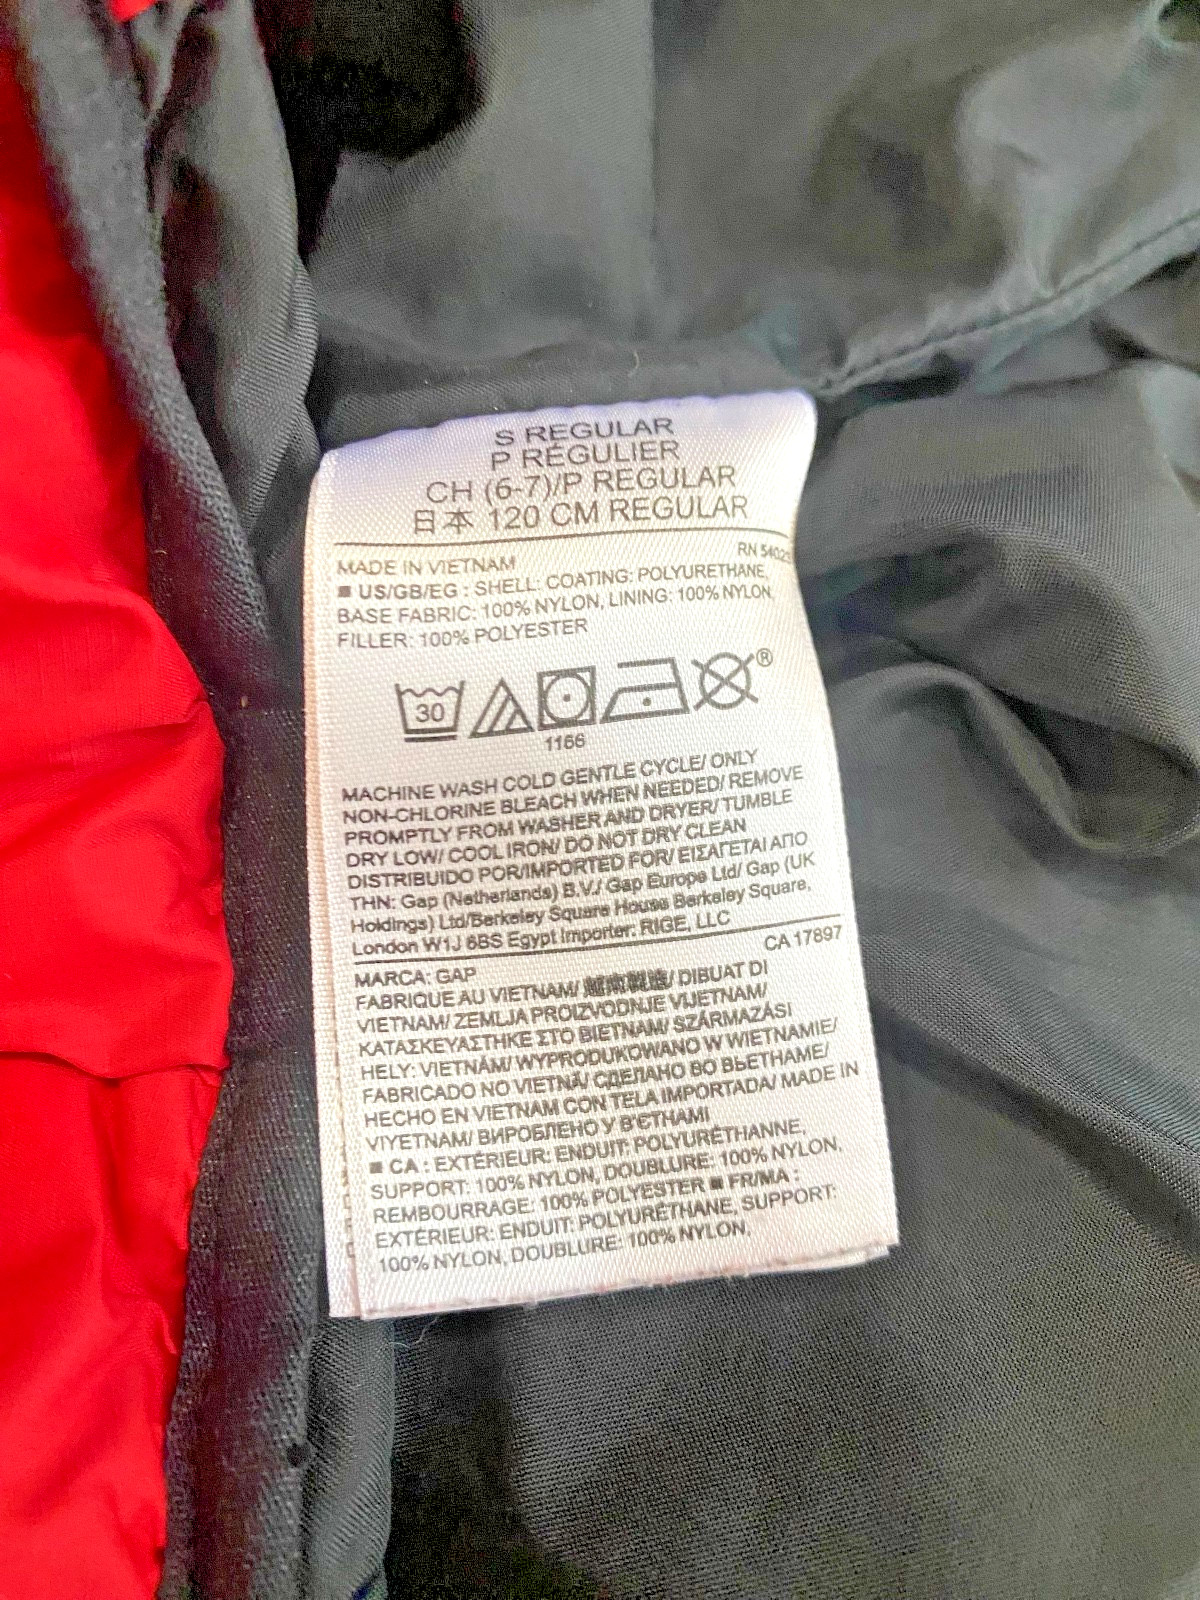 S REGULAR
P RÉGULIER
CH (6-7)/P REGULAR
日本 120 CM REGULAR
MADE IN VIETNAM
RN 54023
■ US/GB/EG : SHELL: COATING: POLYURETHANE,
BASE FABRIC: 100% NYLON, LINING: 100% NYLON,
FILLER: 100% POLYESTER
30
®
1166
MACHINE WASH COLD GENTLE CYCLE/ ONLY
NON-CHLORINE BLEACH WHEN NEEDED/ REMOVE
PROMPTLY FROM WASHER AND DRYER/ TUMBLE
DRY LOW/ COOL IRON/ DO NOT DRY CLEAN
DISTRIBUIDO POR/IMPORTED FOR/ ΕΙΣΑΓΕΤΑΙ ΑΠΟ
ΤΗΝ: Gap (Netherlands) B.V./ Gap Europe Ltd/ Gap (UK
Holdings) Ltd/Berkeley Square House Berkeley Square,
London W1J 6BS Egypt Importer: RIGE, LLC
CA 17897
MARCA: GAP
FABRIQUE AU VIETNAM/ 越南製造/ DIBUAT DI
VIETNAM/ ZEMLJA PROIZVODNJE VIJETNAM/
ΚΑΤΑΣΚΕΥΑΣΤΗΚΕ ΣΤΟ ΒΙΕΤΝΑΜ/ SZÁRMAZÁSI
HELY: VIETNÁM/ WYPRODUKOWANO W WIETNAMIE/
FABRICADO NO VIETNÃ/ СДЕЛАНО ВО ВЬЕТНАМЕ/
HECHO EN VIETNAM CON TELA IMPORTADA/ MADE IN
VIYETNAM/ ВИРОБЛЕНО У В'ЄТНАМІ
■ CA : EXTÉRIEUR: ENDUIT: POLYURÉTHANNE,
SUPPORT: 100% NYLON, DOUBLURE: 100% NYLON,
REMBOURRAGE: 100% POLYESTER ■ FR/MA :
EXTÉRIEUR: ENDUIT: POLYURÉTHANE, SUPPORT:
100% NYLON, DOUBLURE: 100% NYLON,